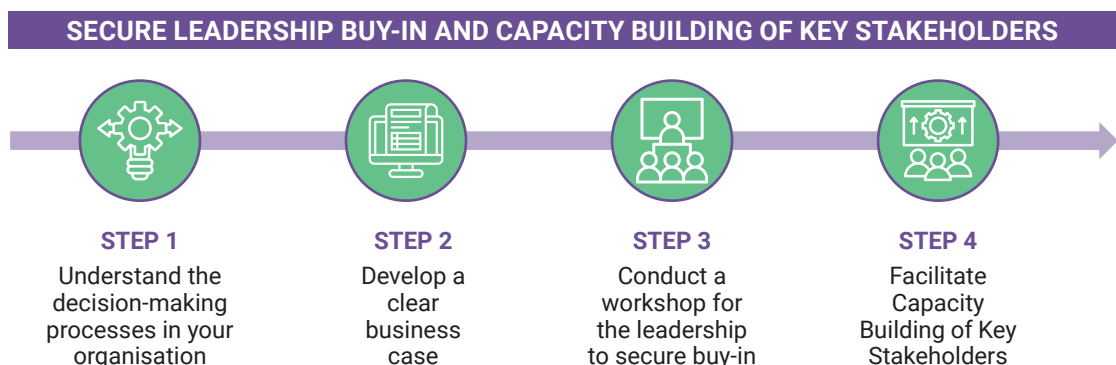 SECURE LEADERSHIP BUY-IN AND CAPACITY BUILDING OF KEY STAKEHOLDERS
STEP 1
Understand the
decision-making
processes in your
organisation
STEP 2
Develop a
clear
business
case
STEP 3
Conduct a
workshop for
the leadership
to secure buy-in
STEP 4
Facilitate
Capacity
Building of Key
Stakeholders